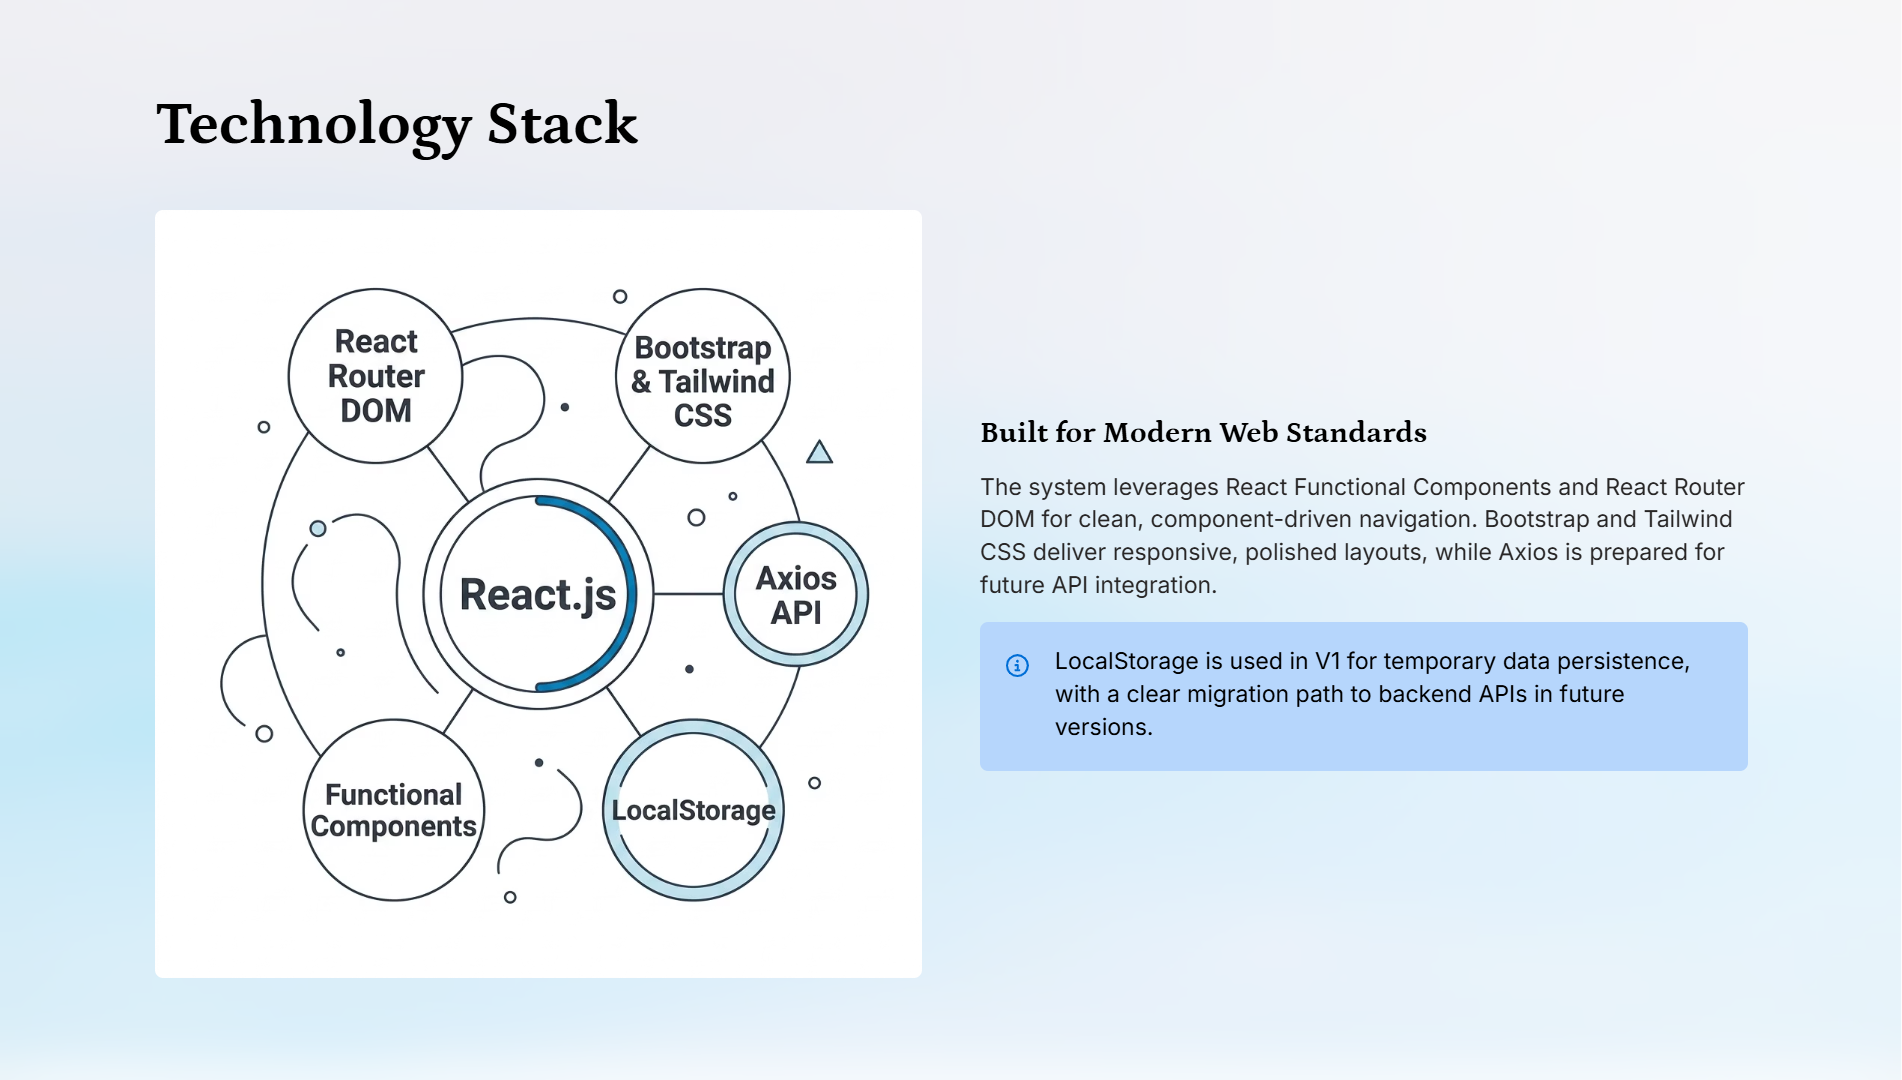 Technology Stack
React
Router
DOM
Bootstrap
& Tailwind
CSS
React.js
Axios
API
Functional
Components
LocalStorage
Built for Modern Web Standards
The system leverages React Functional Components and React Router
DOM for clean, component-driven navigation. Bootstrap and Tailwind
CSS deliver responsive, polished layouts, while Axios is prepared for
future API integration.
LocalStorage is used in V1 for temporary data persistence,
with a clear migration path to backend APIs in future
versions.